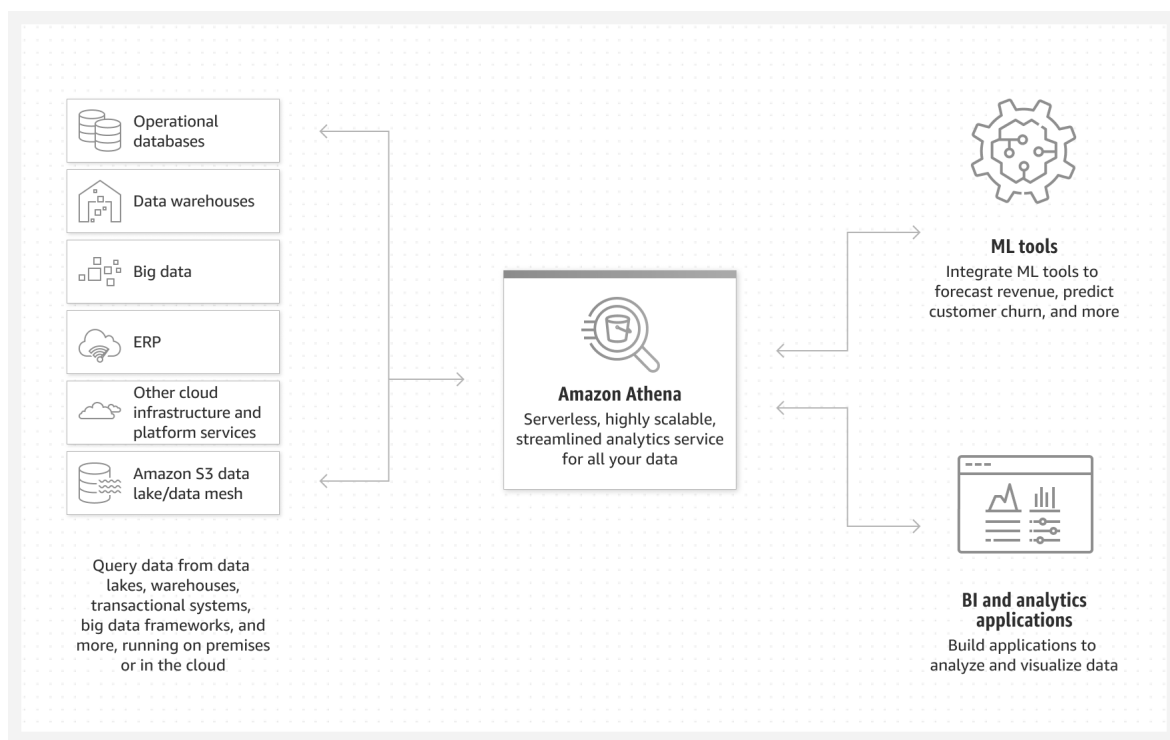 Operational
databases
Data warehouses
Big data
ERP
Other cloud
infrastructure and
platform services
Amazon S3 data
lake/data mesh
Query data from data
lakes, warehouses,
transactional systems,
big data frameworks, and
more, running on premises
or in the cloud
Amazon Athena
Serverless, highly scalable,
streamlined analytics service
for all your data
ML tools
Integrate ML tools to
forecast revenue, predict
customer churn, and more
BI and analytics
applications
Build applications to
analyze and visualize data